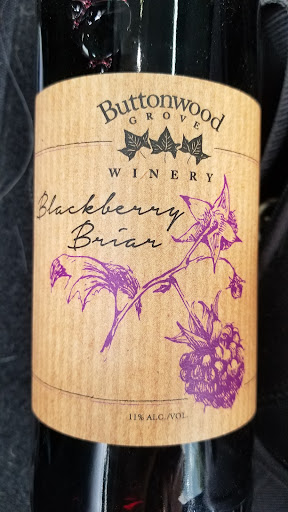 Buttonwood
GROVE
WINERY
Blackberry
Briar
11% ALC./VOL